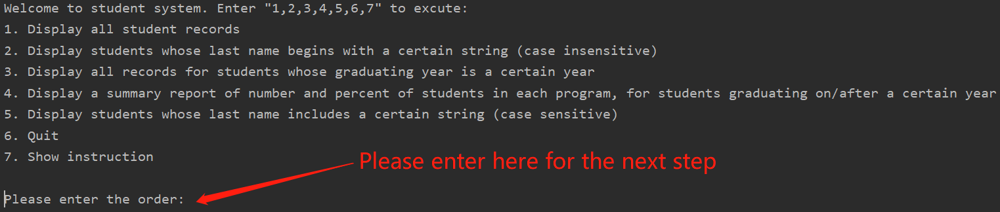 Welcome to student system. Enter "1,2,3,4,5,6,7" to excute:
1. Display all student records
2. Display students whose last name begins with a certain string (case insensitive)
3. Display all records for students whose graduating year is a certain year
4. Display a summary report of number and percent of students in each program, for students graduating on/after a certain year
5. Display students whose last name includes a certain string (case sensitive)
6. Quit
7. Show instruction
Please enter here for the next step
Please enter the order: